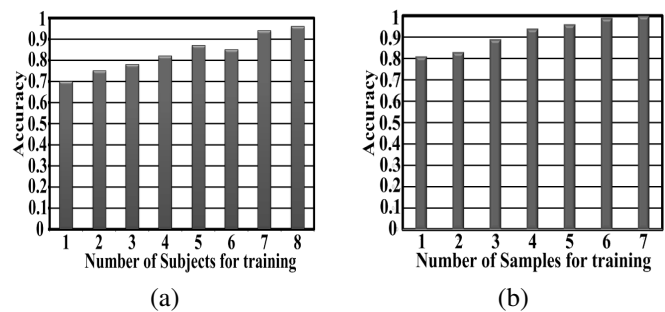 1
0.9
0.8
0.7
0.6
0.5
0.4
0.3
0.2
0.1
0
Accuracy
1 2 3 4 5 6 7 8
Number of Subjects for training
(a)
1
0.9
0.8
0.7
0.6
0.5
0.4
0.3
0.2
0.1
0
Accuracy
1 2 3 4 5 6 7
Number of Samples for training
(b)